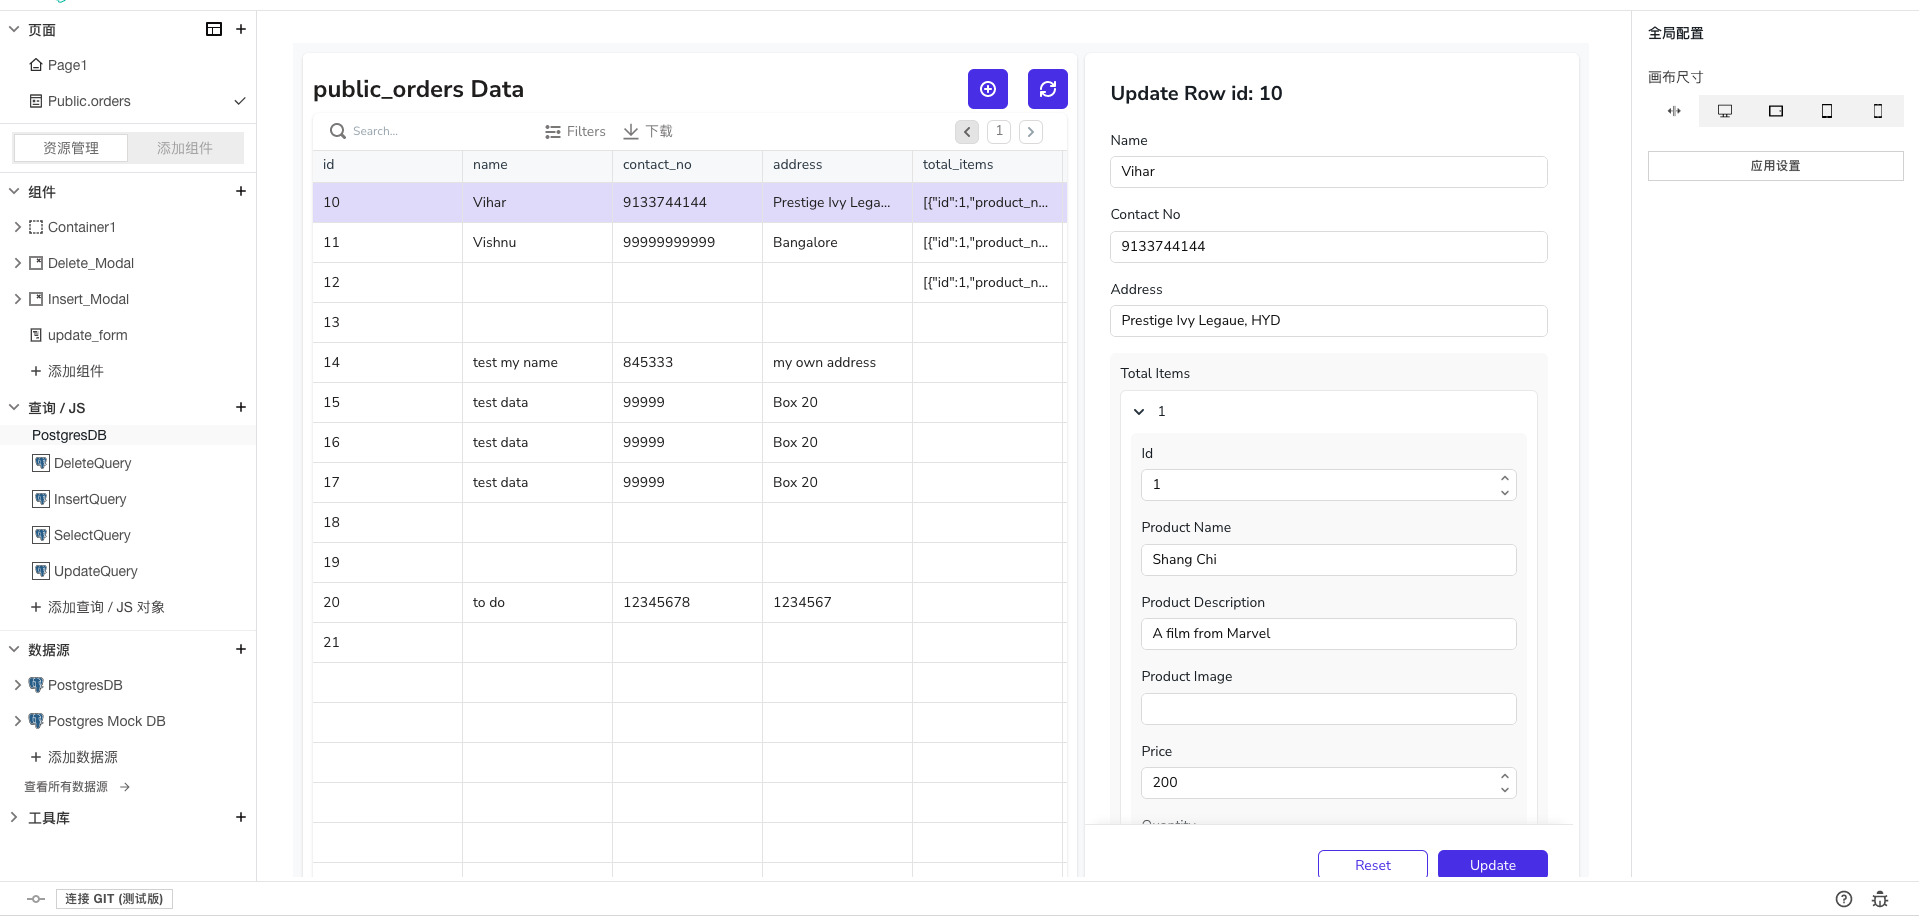 页面
Page1
Public.orders
资源管理
添加组件
组件
Container1
Delete_Modal
Insert_Modal
update_form
添加组件
查询 / JS
PostgresDB
DeleteQuery
InsertQuery
SelectQuery
UpdateQuery
添加查询 / JS 对象
数据源
PostgresDB
Postgres Mock DB
添加数据源
查看所有数据源
工具库
连接 GIT (测试版)
public_orders Data
Search...
Filters
下载
1
id name contact_no address total_items
10 Vihar 9133744144 Prestige Ivy Lega... [{"id":1,"product_n...
11 Vishnu 99999999999 Bangalore [{"id":1,"product_n...
12 [{"id":1,"product_n...
13
14 test my name 845333 my own address
15 test data 99999 Box 20
16 test data 99999 Box 20
17 test data 99999 Box 20
18
19
20 to do 12345678 1234567
21
Update Row id: 10
Name
Vihar
Contact No
9133744144
Address
Prestige Ivy Legaue, HYD
Total Items
1
Id
1
Product Name
Shang Chi
Product Description
A film from Marvel
Product Image
Price
200
Quantity
Reset
Update
全局配置
画布尺寸
应用设置